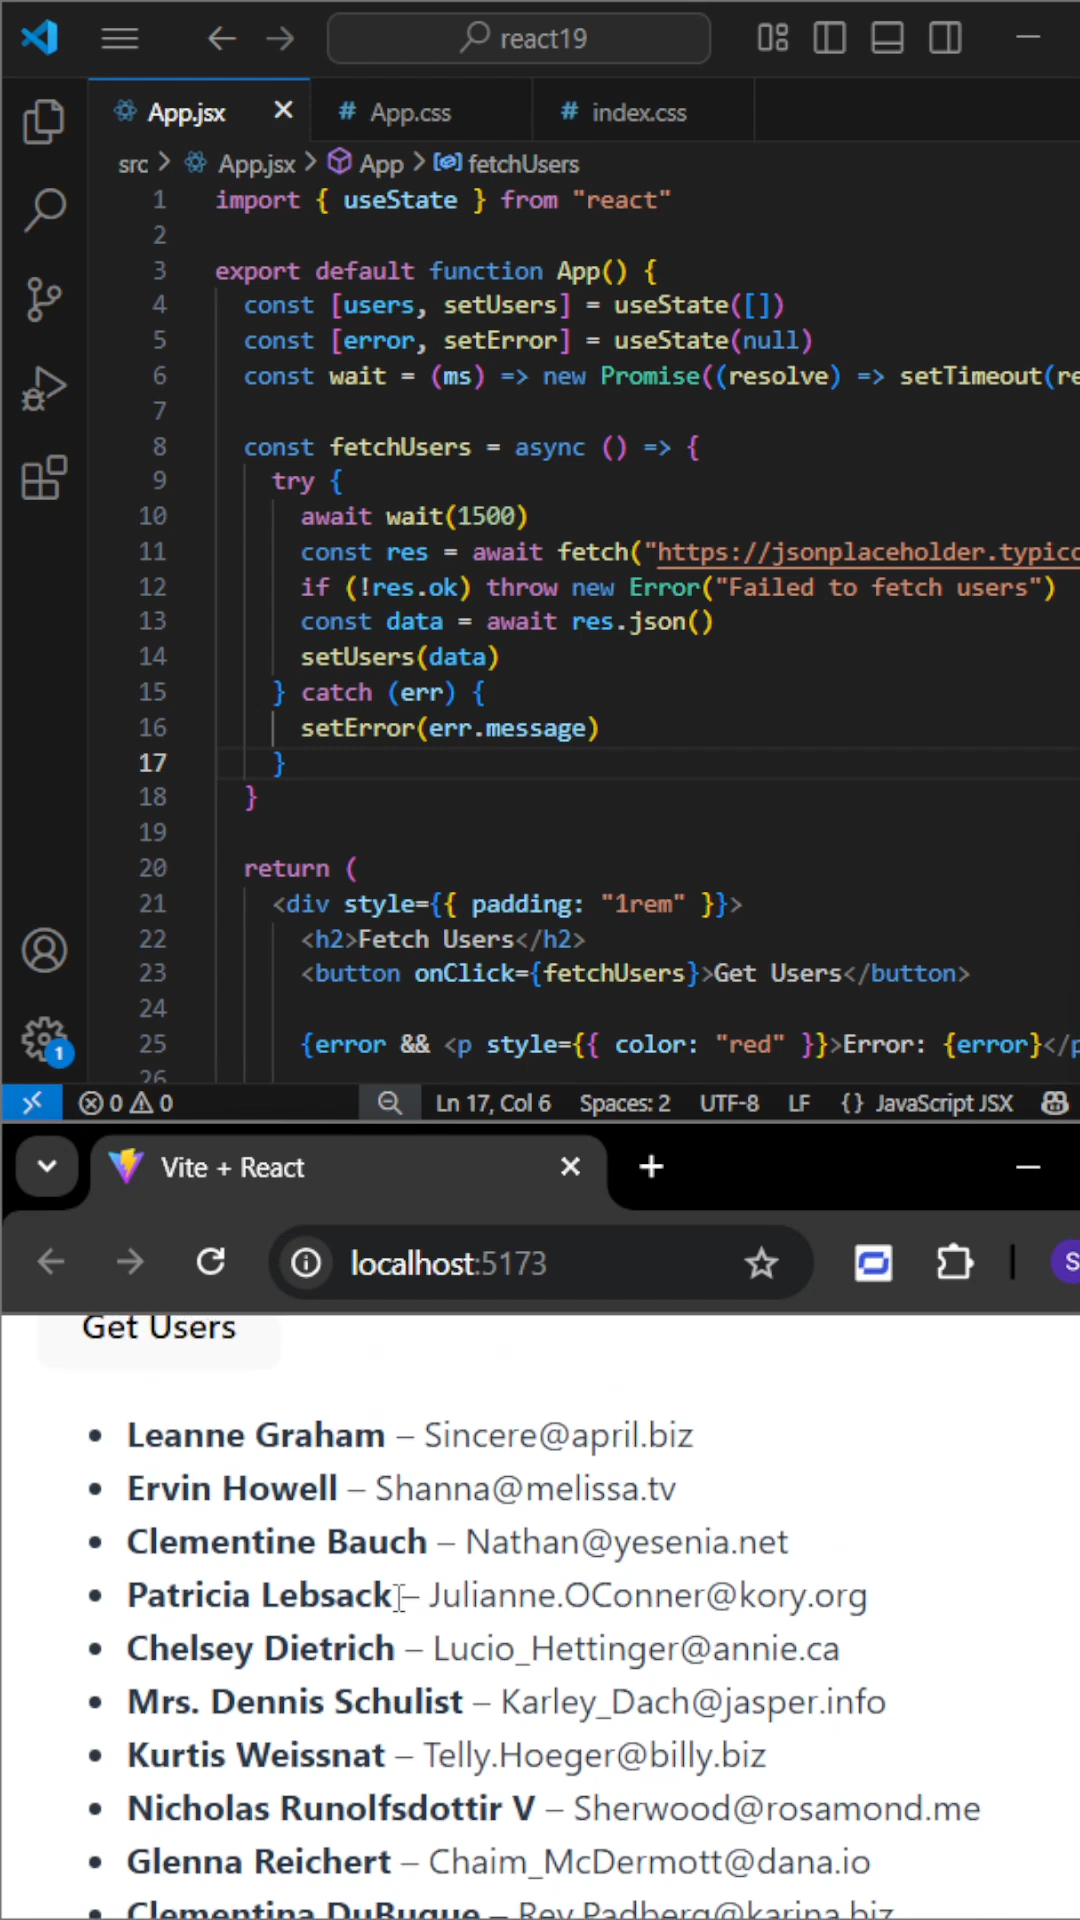 react19
App.jsx
# App.css
# index.css
src > App.jsx > App > fetchUsers
1 import { useState } from "react"
2
3 export default function App() {
4 const [users, setUsers] = useState([])
5 const [error, setError] = useState(null)
6 const wait = (ms) => new Promise((resolve) => setTimeout(re
7
8 const fetchUsers = async () => {
9 try {
10 await wait(1500)
11 const res = await fetch("https://jsonplaceholder.typico
12 if (!res.ok) throw new Error("Failed to fetch users")
13 const data = await res.json()
14 setUsers(data)
15 } catch (err) {
16 setError(err.message)
17 }
18 }
19
20 return (
21 <div style={{ padding: "1rem" }}>
22 <h2>Fetch Users</h2>
23 <button onClick={fetchUsers}>Get Users</button>
24
25 {error && <p style={{ color: "red" }}>Error: {error}</p
26
1
0 0 Ln 17, Col 6 Spaces: 2 UTF-8 LF {} JavaScript JSX
Vite + React
localhost:5173
S
Get Users
• Leanne Graham – Sincere@april.biz
• Ervin Howell – Shanna@melissa.tv
• Clementine Bauch – Nathan@yesenia.net
• Patricia Lebsack – Julianne.OConner@kory.org
• Chelsey Dietrich – Lucio_Hettinger@annie.ca
• Mrs. Dennis Schulist – Karley_Dach@jasper.info
• Kurtis Weissnat – Telly.Hoeger@billy.biz
• Nicholas Runolfsdottir V – Sherwood@rosamond.me
• Glenna Reichert – Chaim_McDermott@dana.io
• Clementina DuBuque – Rey.Padberg@karina.biz